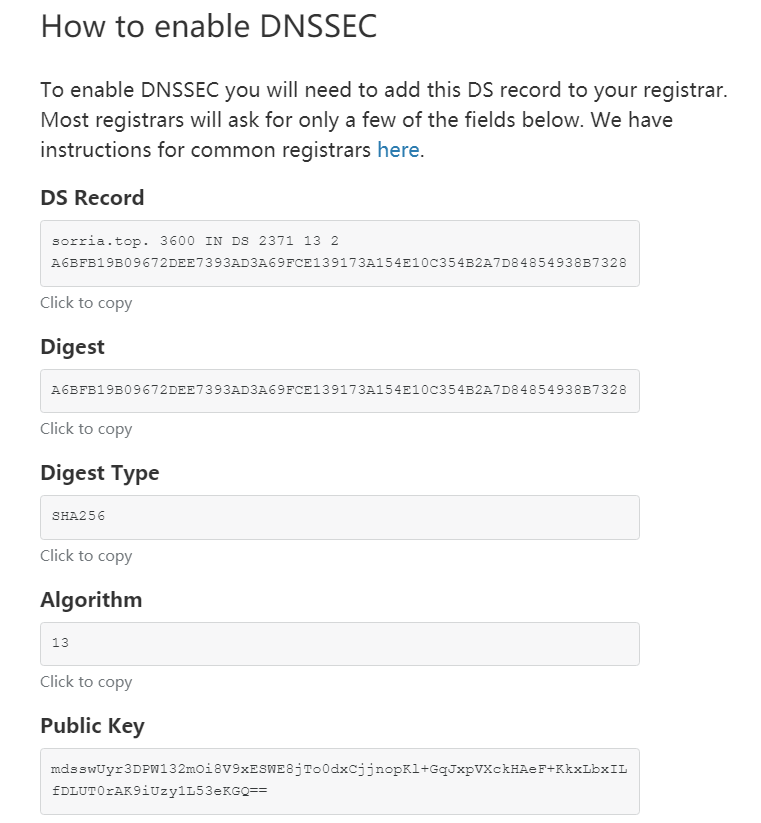 How to enable DNSSEC
To enable DNSSEC you will need to add this DS record to your registrar.
Most registrars will ask for only a few of the fields below. We have
instructions for common registrars here.
DS Record
sorria.top. 3600 IN DS 2371 13 2
A6BFB19B09672DEE7393AD3A69FCE139173A154E10C354B2A7D84854938B7328
Click to copy
Digest
A6BFB19B09672DEE7393AD3A69FCE139173A154E10C354B2A7D84854938B7328
Click to copy
Digest Type
SHA256
Click to copy
Algorithm
13
Click to copy
Public Key
mdsswUyr3DPW132mOi8V9xESWE8jTo0dxCjjnopKl+GqJxpVXckHAeF+KkxLbxIL
fDLUT0rAK9iUzy1L53eKGQ==